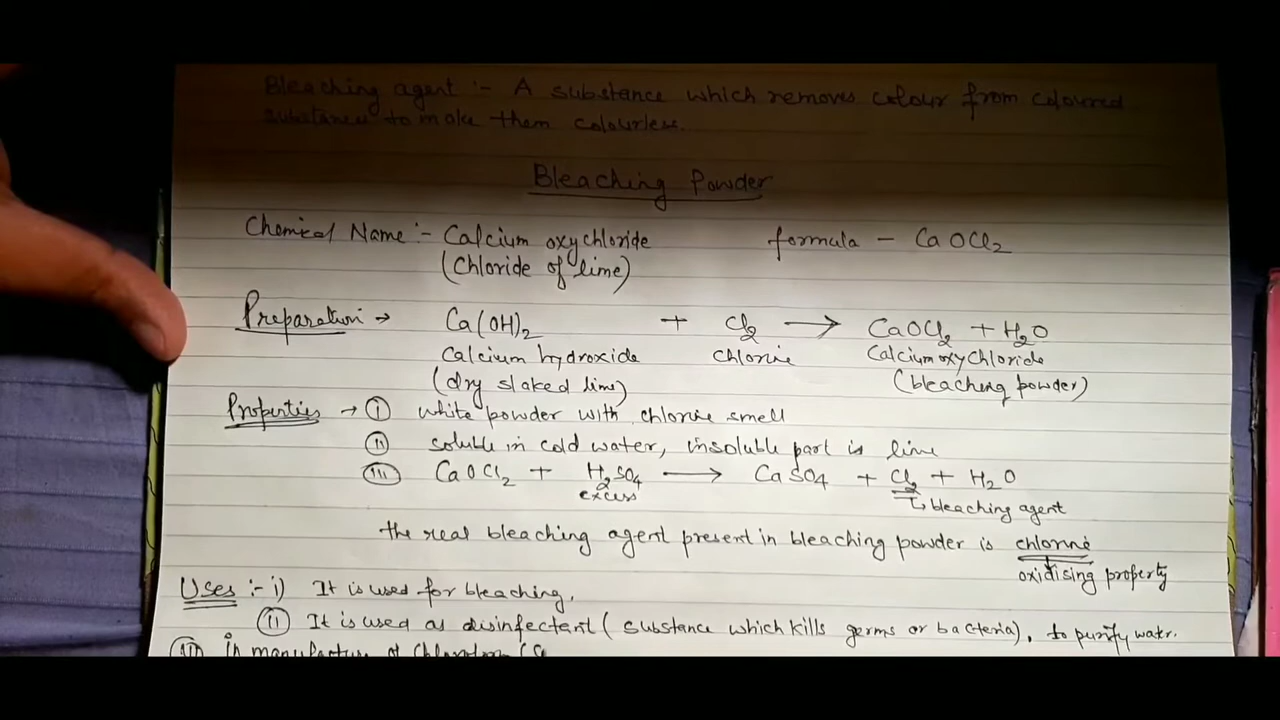 Bleaching agent :- A substance which removes colour from coloured
substances to make them colourless.
Bleaching Powder
Chemical Name :- Calcium oxychloride formula - CaOCl2
(Chloride of lime)
Preparation → Ca(OH)2 + Cl2 → CaOCl2 + H2O
Calcium hydroxide Chlorine Calcium oxychloride
(dry slaked lime) (bleaching powder)
Properties → (i) white powder with chlorine smell
(ii) soluble in cold water, insoluble part is lime
(iii) CaOCl2 + H2SO4 → CaSO4 + Cl2 + H2O
excess ↳ bleaching agent
the real bleaching agent present in bleaching powder is chlorine
oxidising property
Uses :- i) It is used for bleaching.
(ii) It is used as disinfectant (substance which kills germs or bacteria), to purify water.
(iii) in manufacture of